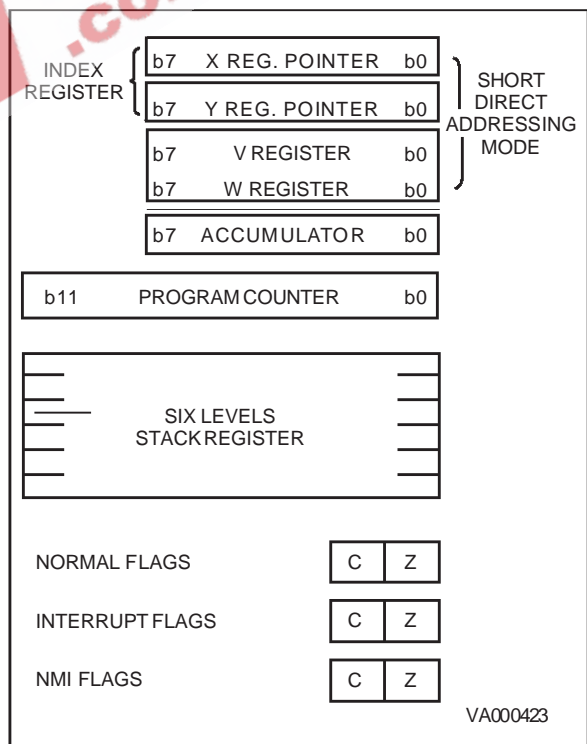 .co
b7 X REG. POINTER b0
INDEX
REGISTER
b7 Y REG. POINTER b0
SHORT
DIRECT
ADDRESSING
MODE
b7 V REGISTER b0
b7 W REGISTER b0
b7 ACCUMULATOR b0
b11 PROGRAM COUNTER b0
SIX LEVELS
STACK REGISTER
NORMAL FLAGS C Z
INTERRUPT FLAGS C Z
NMI FLAGS C Z
VA000423